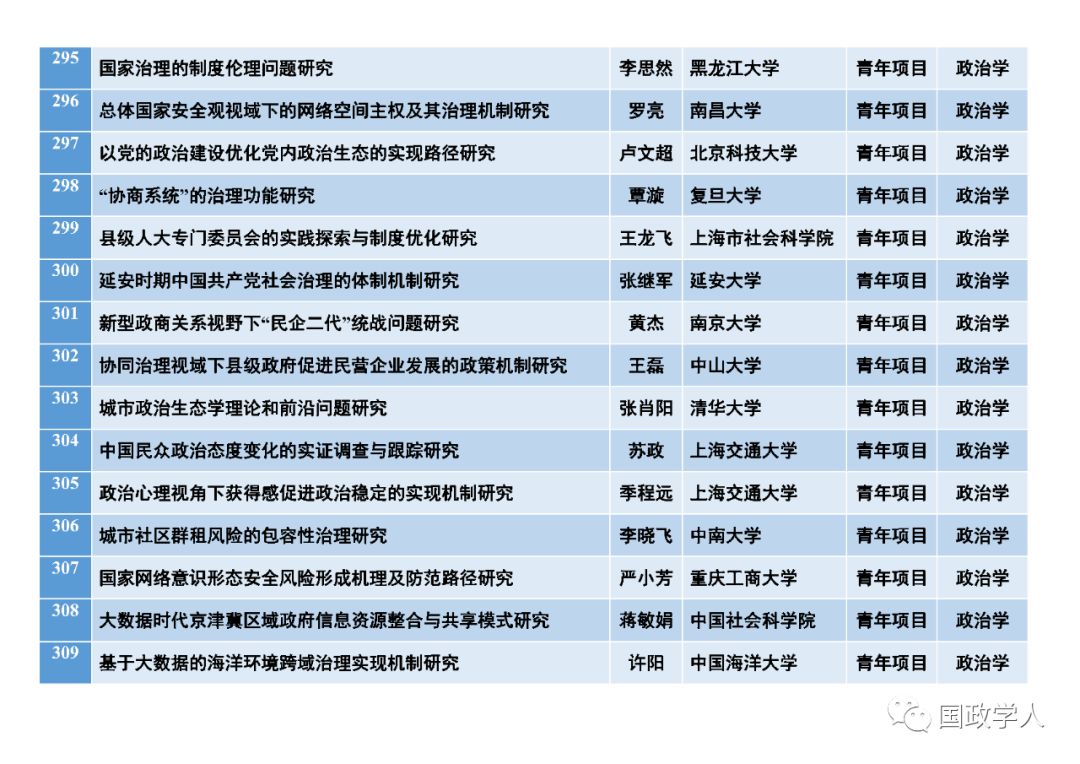 295 国家治理的制度伦理问题研究 李思然 黑龙江大学 青年项目 政治学
296 总体国家安全观视域下的网络空间主权及其治理机制研究 罗亮 南昌大学 青年项目 政治学
297 以党的政治建设优化党内政治生态的实现路径研究 卢文超 北京科技大学 青年项目 政治学
298 “协商系统”的治理功能研究 覃漩 复旦大学 青年项目 政治学
299 县级人大专门委员会的实践探索与制度优化研究 王龙飞 上海市社会科学院 青年项目 政治学
300 延安时期中国共产党社会治理的体制机制研究 张继军 延安大学 青年项目 政治学
301 新型政商关系视野下“民企二代”统战问题研究 黄杰 南京大学 青年项目 政治学
302 协同治理视域下县级政府促进民营企业发展的政策机制研究 王磊 中山大学 青年项目 政治学
303 城市政治生态学理论和前沿问题研究 张肖阳 清华大学 青年项目 政治学
304 中国民众政治态度变化的实证调查与跟踪研究 苏政 上海交通大学 青年项目 政治学
305 政治心理视角下获得感促进政治稳定的实现机制研究 季程远 上海交通大学 青年项目 政治学
306 城市社区群租风险的包容性治理研究 李晓飞 中南大学 青年项目 政治学
307 国家网络意识形态安全风险形成机理及防范路径研究 严小芳 重庆工商大学 青年项目 政治学
308 大数据时代京津冀区域政府信息资源整合与共享模式研究 蒋敏娟 中国社会科学院 青年项目 政治学
309 基于大数据的海洋环境跨域治理实现机制研究 许阳 中国海洋大学 青年项目 政治学
国政学人